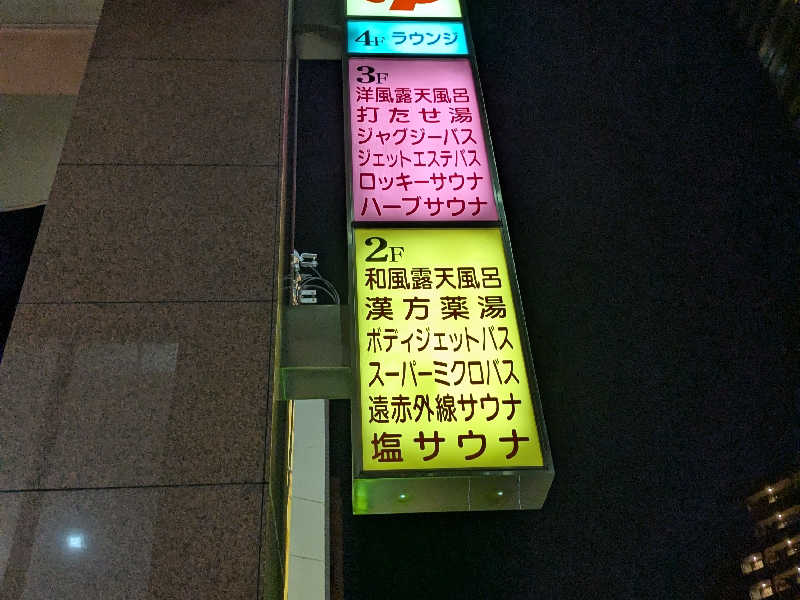 4F ラウンジ
3F
洋風露天風呂
打たせ湯
ジャグジーバス
ジェットエステバス
ロッキーサウナ
ハーブサウナ
2F
和風露天風呂
漢方薬湯
ボディジェットバス
スーパーミクロバス
遠赤外線サウナ
塩サウナ